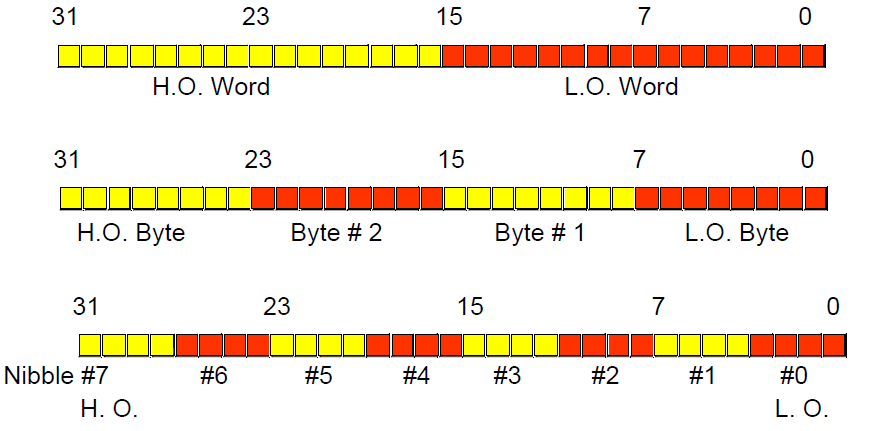 31 23 15 7 0
H.O. Word L.O. Word
31 23 15 7 0
H.O. Byte Byte # 2 Byte # 1 L.O. Byte
31 23 15 7 0
Nibble #7 #6 #5 #4 #3 #2 #1 #0
H. O. L. O.